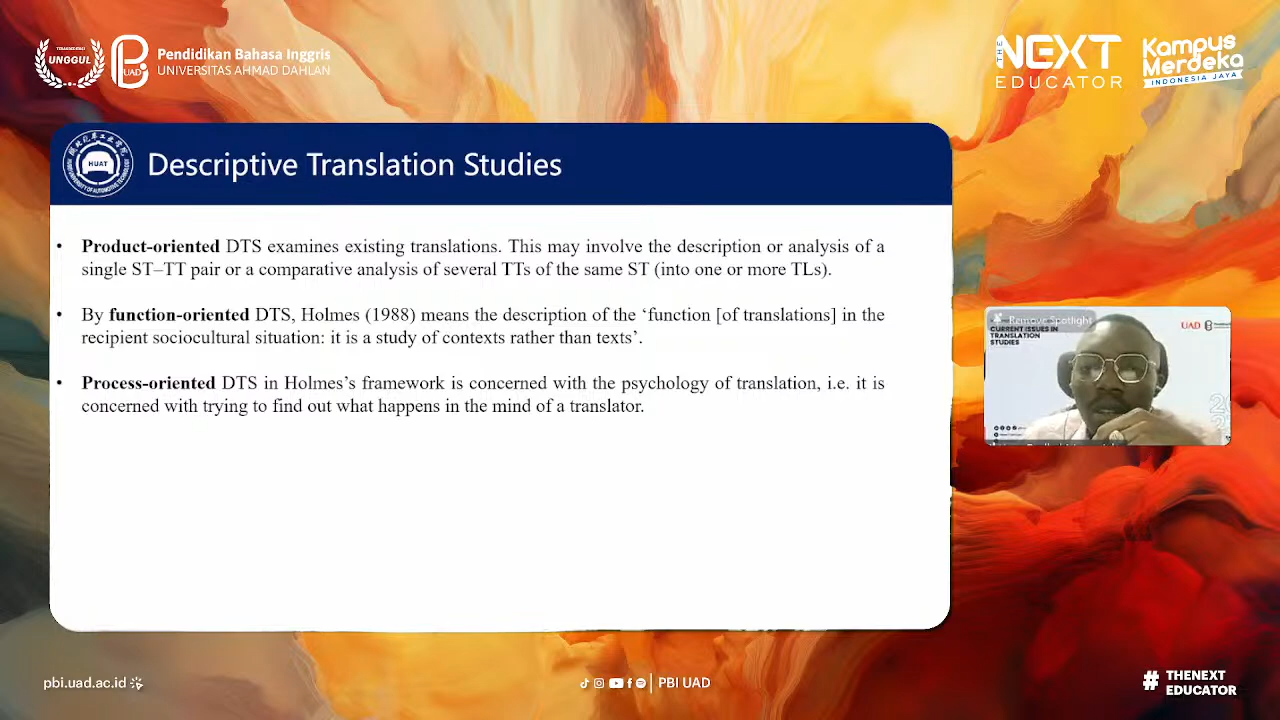 UNGGUL
UAD
Pendidikan Bahasa Inggris
UNIVERSITAS AHMAD DAHLAN
THE NEXT
EDUCATOR
Kampus
Merdeka
INDONESIA JAYA
HUAT
Descriptive Translation Studies
• Product-oriented DTS examines existing translations. This may involve the description or analysis of a
single ST–TT pair or a comparative analysis of several TTs of the same ST (into one or more TLs).
• By function-oriented DTS, Holmes (1988) means the description of the ‘function [of translations] in the
recipient sociocultural situation: it is a study of contexts rather than texts’.
• Process-oriented DTS in Holmes’s framework is concerned with the psychology of translation, i.e. it is
concerned with trying to find out what happens in the mind of a translator.
Remove Spotlight
CURRENT ISSUES IN
TRANSLATION
STUDIES
UAD
pbi.uad.ac.id
PBI UAD
# THENEXT
EDUCATOR